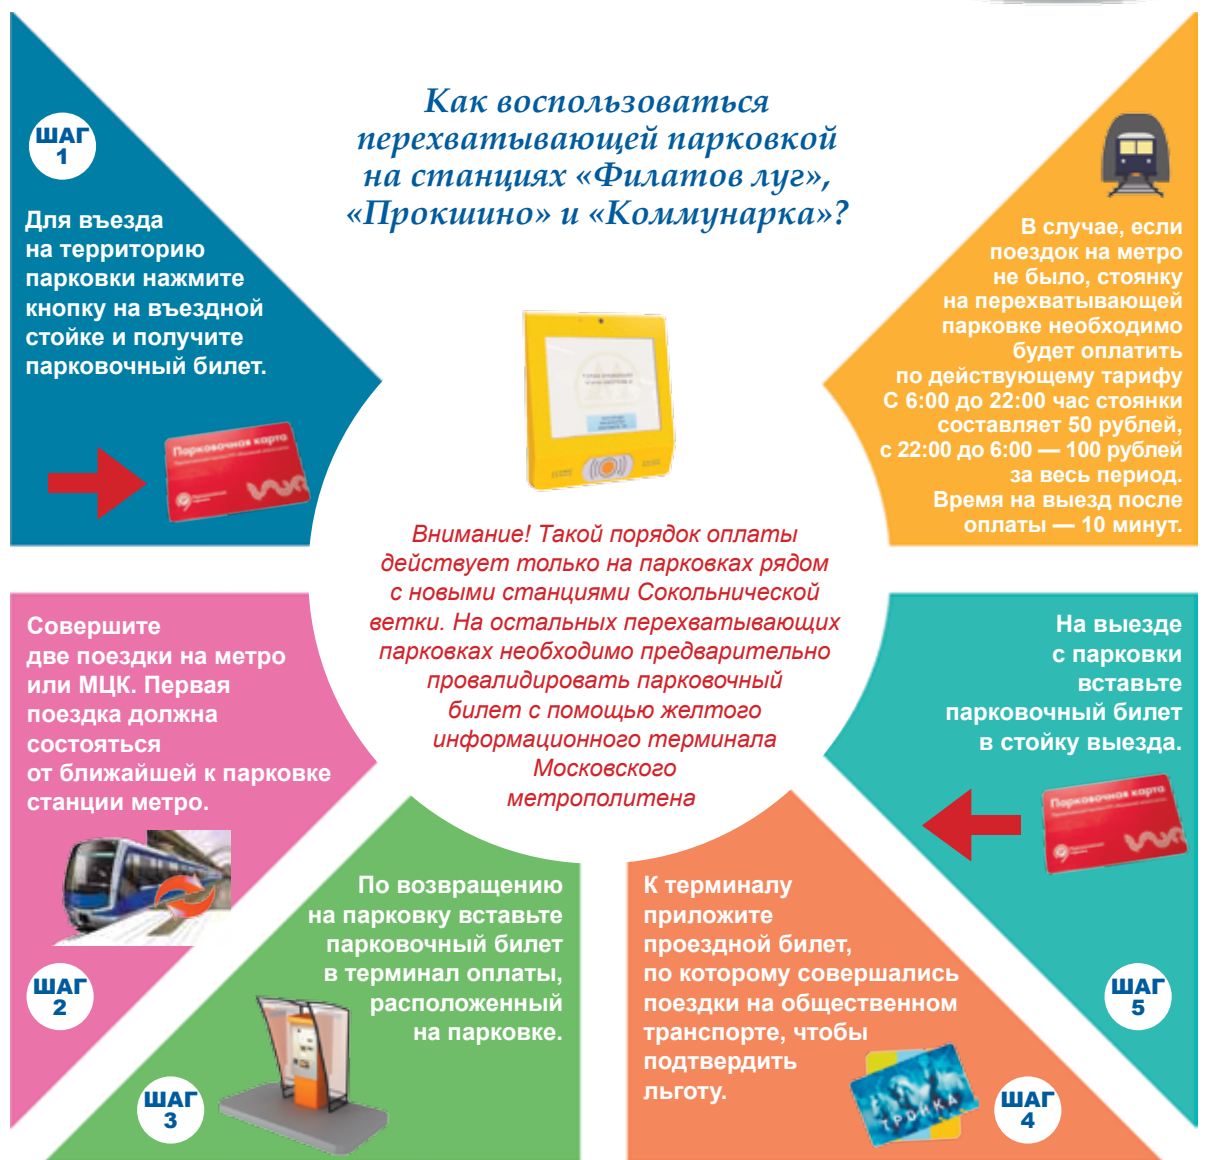 Как воспользоваться
перехватывающей парковкой
на станциях «Филатов луг»,
«Прокшино» и «Коммунарка»?
ШАГ
1
Для въезда
на территорию
парковки нажмите
кнопку на въездной
стойке и получите
парковочный билет.
Парковочная карта
Совершите
две поездки на метро
или МЦК. Первая
поездка должна
состояться
от ближайшей к парковке
станции метро.
ШАГ
2
По возвращению
на парковку вставьте
парковочный билет
в терминал оплаты,
расположенный
на парковке.
ШАГ
3
К терминалу
приложите
проездной билет,
по которому совершались
поездки на общественном
транспорте, чтобы
подтвердить
льготу.
ТРОЙКА
ШАГ
4
На выезде
с парковки
вставьте
парковочный билет
в стойку выезда.
Парковочная карта
ШАГ
5
В случае, если
поездок на метро
не было, стоянку
на перехватывающей
парковке необходимо
будет оплатить
по действующему тарифу
С 6:00 до 22:00 час стоянки
составляет 50 рублей,
с 22:00 до 6:00 — 100 рублей
за весь период.
Время на выезд после
оплаты — 10 минут.
Внимание! Такой порядок оплаты
действует только на парковках рядом
с новыми станциями Сокольнической
ветки. На остальных перехватывающих
парковках необходимо предварительно
провалидировать парковочный
билет с помощью желтого
информационного терминала
Московского
метрополитена